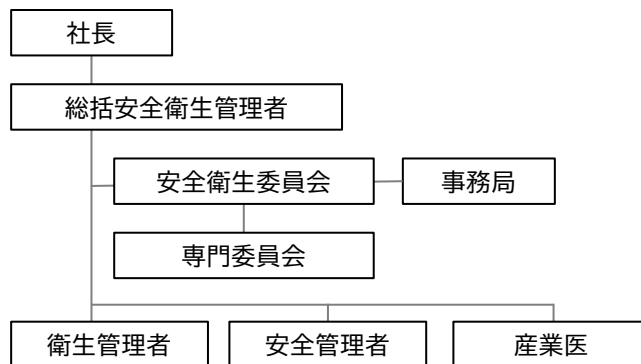 社長
総括安全衛生管理者
安全衛生委員会
事務局
専門委員会
衛生管理者
安全管理者
産業医